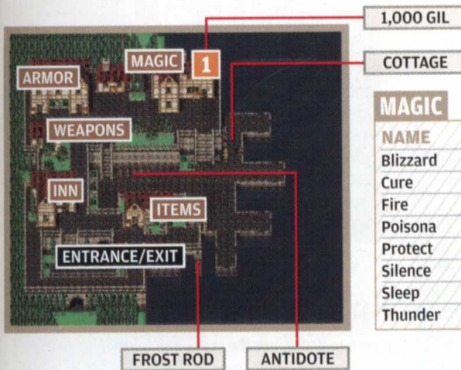 1,000 GIL
COTTAGE
MAGIC
1
ARMOR
WEAPONS
INN
ITEMS
ENTRANCE/EXIT
FROST ROD
ANTIDOTE
MAGIC
NAME
Blizzard
Cure
Fire
Poisona
Protect
Silence
Sleep
Thunder